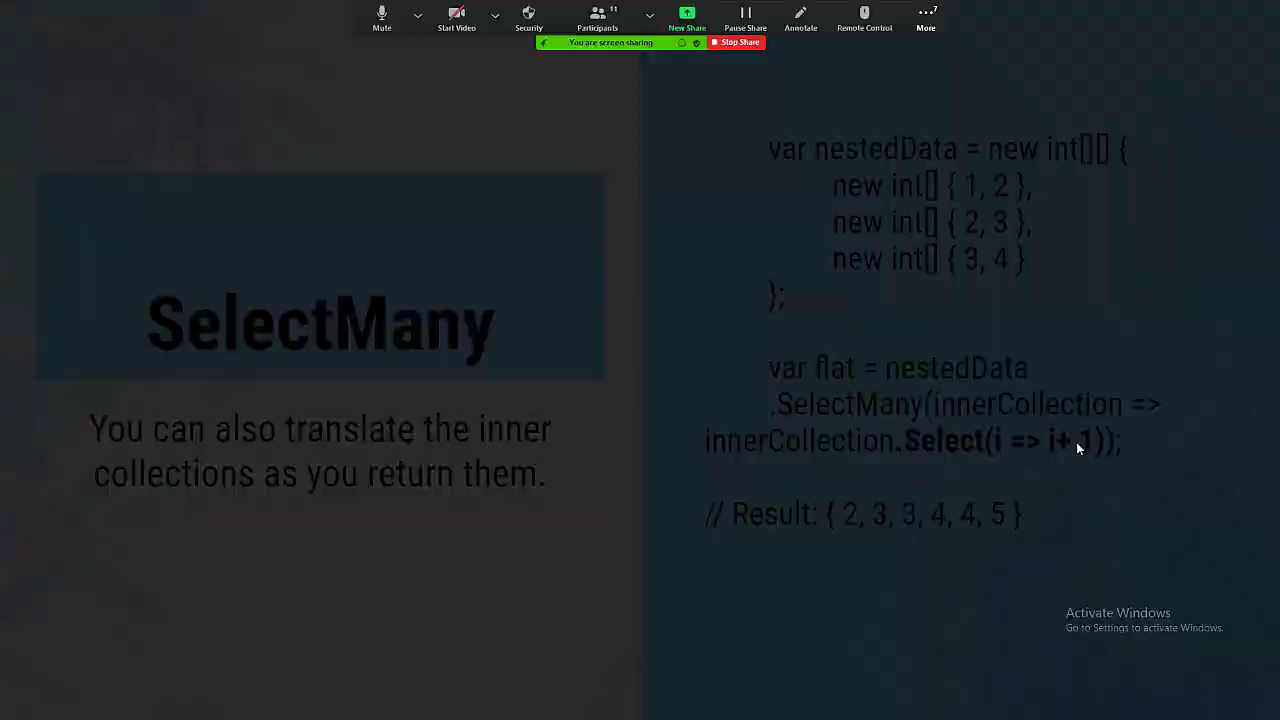 11
7
Mute
Start Video
Security
Participants
New Share
Pause Share
Annotate
Remote Control
More
You are screen sharing
Stop Share
SelectMany
You can also translate the inner
collections as you return them.
var nestedData = new int[][] {
new int[] { 1, 2 },
new int[] { 2, 3 },
new int[] { 3, 4 }
};
var flat = nestedData
.SelectMany(innerCollection =>
innerCollection.Select(i => i+ 1));
// Result: { 2, 3, 3, 4, 4, 5 }
Activate Windows
Go to Settings to activate Windows.